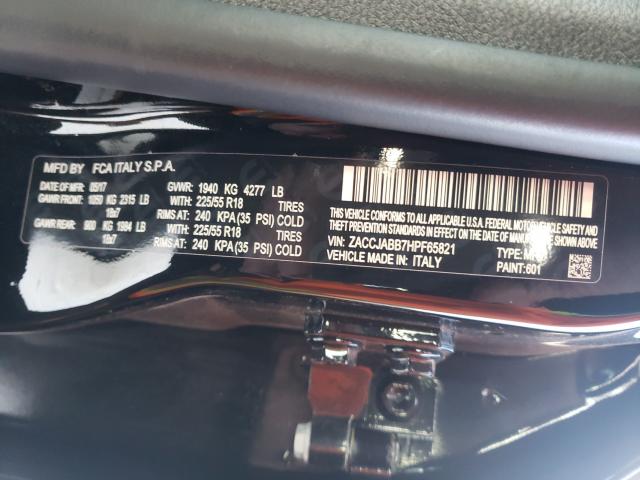 MFD BY FCA ITALY S.P.A.
DATE OF MFR 05/17 GVWR: 1940 KG 4277 LB
GAWR FRONT: 1050 KG 2315 LB WITH: 225/55 R18 TIRES
18x7 RIMS AT: 240 KPA (35 PSI) COLD
GAWR REAR: 900 KG 1984 LB WITH: 225/55 R18 TIRES
18x7 RIMS AT: 240 KPA (35 PSI) COLD
THIS VEHICLE CONFORMS TO ALL APPLICABLE U.S.A. FEDERAL MOTOR VEHICLE SAFETY AND
THEFT PREVENTION STANDARDS IN EFFECT ON THE DATE OF MANUFACTURE SHOWN ABOVE.
VIN: ZACCJABB7HPF65821
VEHICLE MADE IN: ITALY
PAINT: 601